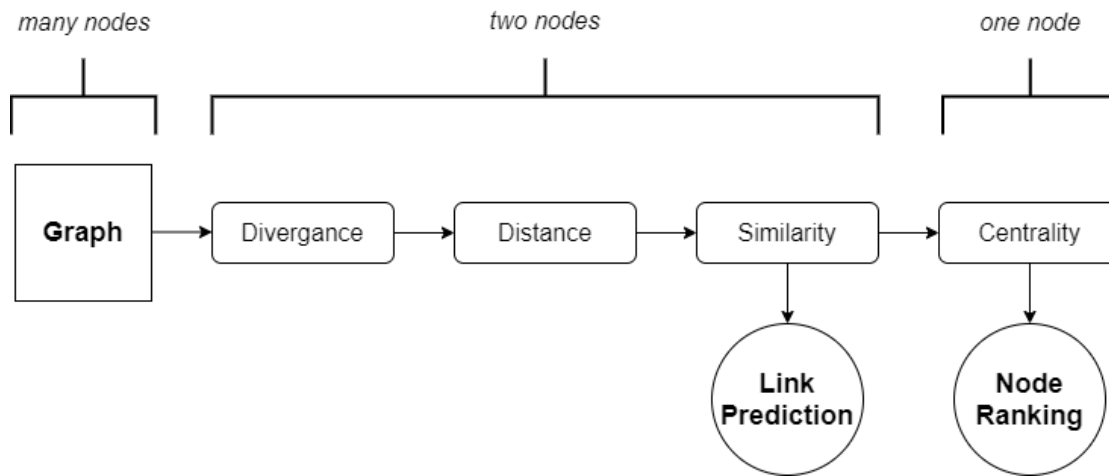 many nodes
two nodes
one node
Graph
Divergance
Distance
Similarity
Centrality
Link
Prediction
Node
Ranking